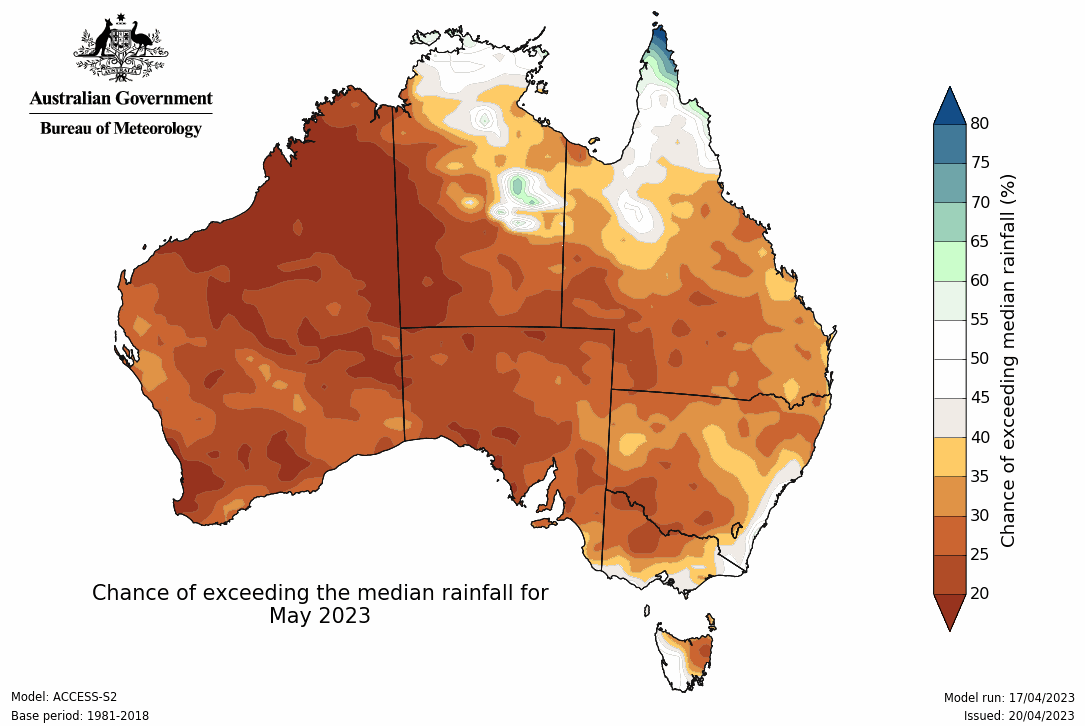 Australian Government
Bureau of Meteorology
80
75
70
65
60
55
50
45
40
35
30
25
20
Chance of exceeding median rainfall (%)
Chance of exceeding the median rainfall for
May 2023
Model: ACCESS-S2
Base period: 1981-2018
Model run: 17/04/2023
Issued: 20/04/2023